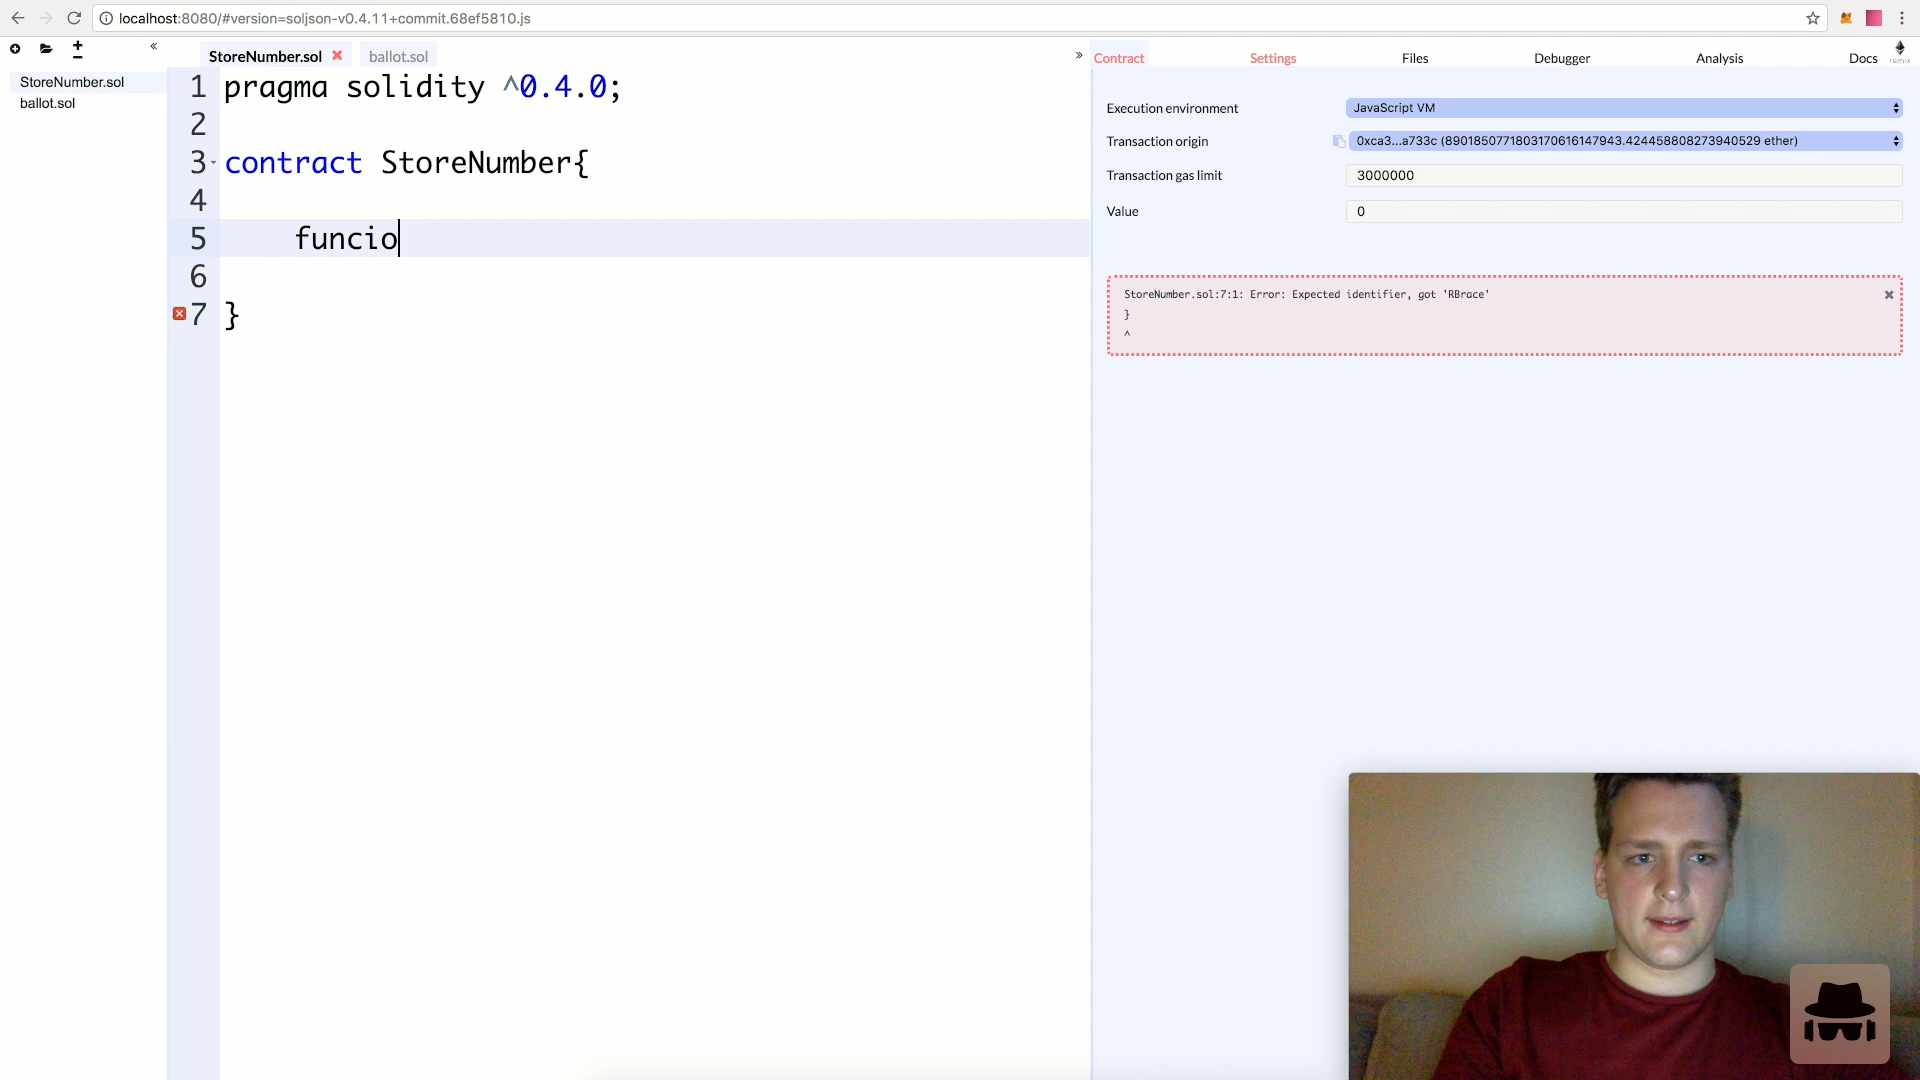 localhost:8080/#version=soljson-v0.4.11+commit.68ef5810.js
StoreNumber.sol
ballot.sol
StoreNumber.sol
ballot.sol
1 pragma solidity ^0.4.0;
2
3 contract StoreNumber{
4
5 funcio
6
7 }
Contract Settings Files Debugger Analysis Docs
remix
Execution environment JavaScript VM
Transaction origin 0xca3...a733c (8901850771803170616147943.424458808273940529 ether)
Transaction gas limit 3000000
Value 0
StoreNumber.sol:7:1: Error: Expected identifier, got 'RBrace'
}
^